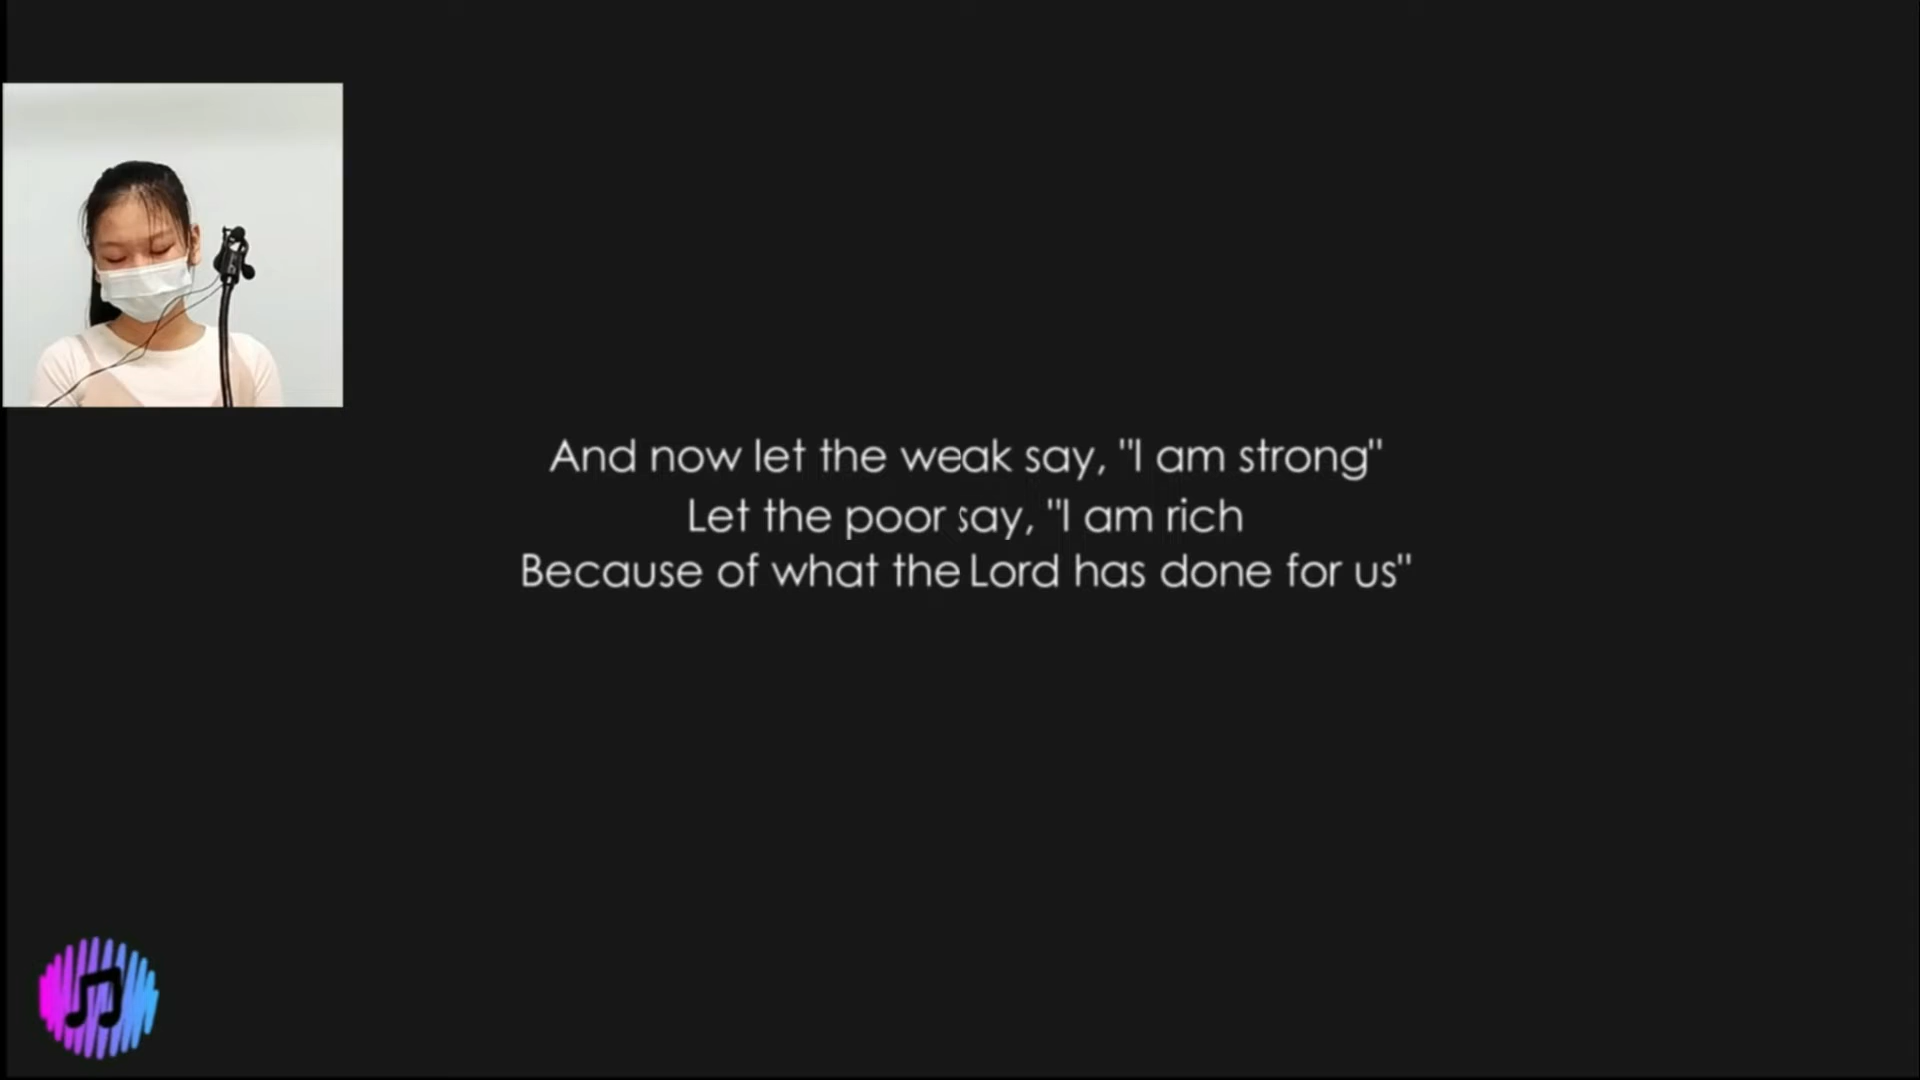 And now let the weak say, "I am strong"
Let the poor say, "I am rich
Because of what the Lord has done for us"